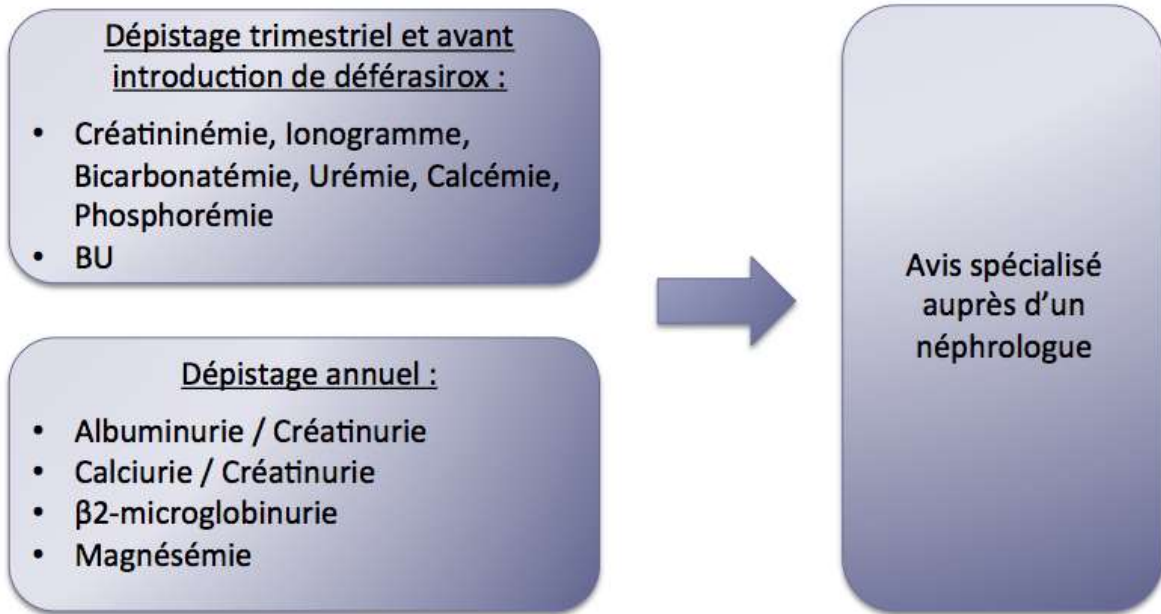 Dépistage trimestriel et avant
introduction de déférasirox :
• Créatininémie, Ionogramme,
Bicarbonatémie, Urémie, Calcémie,
Phosphorémie
• BU
Dépistage annuel :
• Albuminurie / Créatinurie
• Calciurie / Créatinurie
• β2-microglobinurie
• Magnésémie
Avis spécialisé
auprès d'un
néphrologue